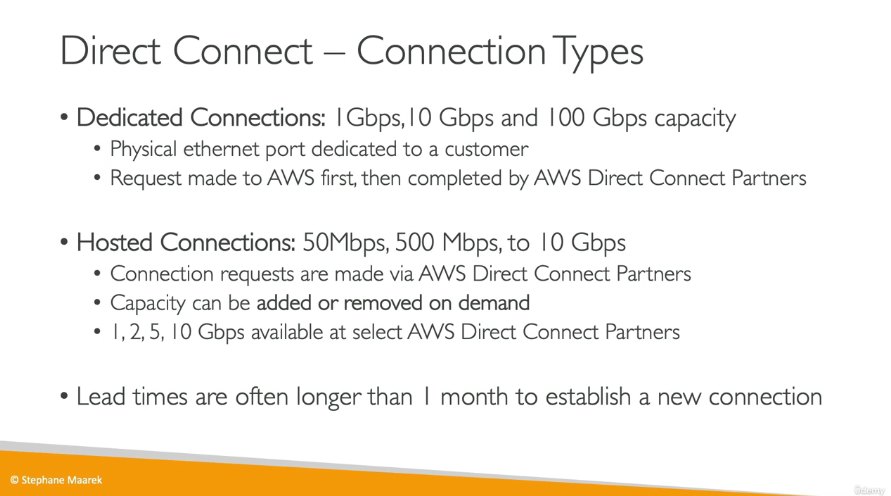 Direct Connect – Connection Types
• Dedicated Connections: 1Gbps,10 Gbps and 100 Gbps capacity
• Physical ethernet port dedicated to a customer
• Request made to AWS first, then completed by AWS Direct Connect Partners
• Hosted Connections: 50Mbps, 500 Mbps, to 10 Gbps
• Connection requests are made via AWS Direct Connect Partners
• Capacity can be added or removed on demand
• 1, 2, 5, 10 Gbps available at select AWS Direct Connect Partners
• Lead times are often longer than 1 month to establish a new connection
© Stephane Maarek
ûdemy